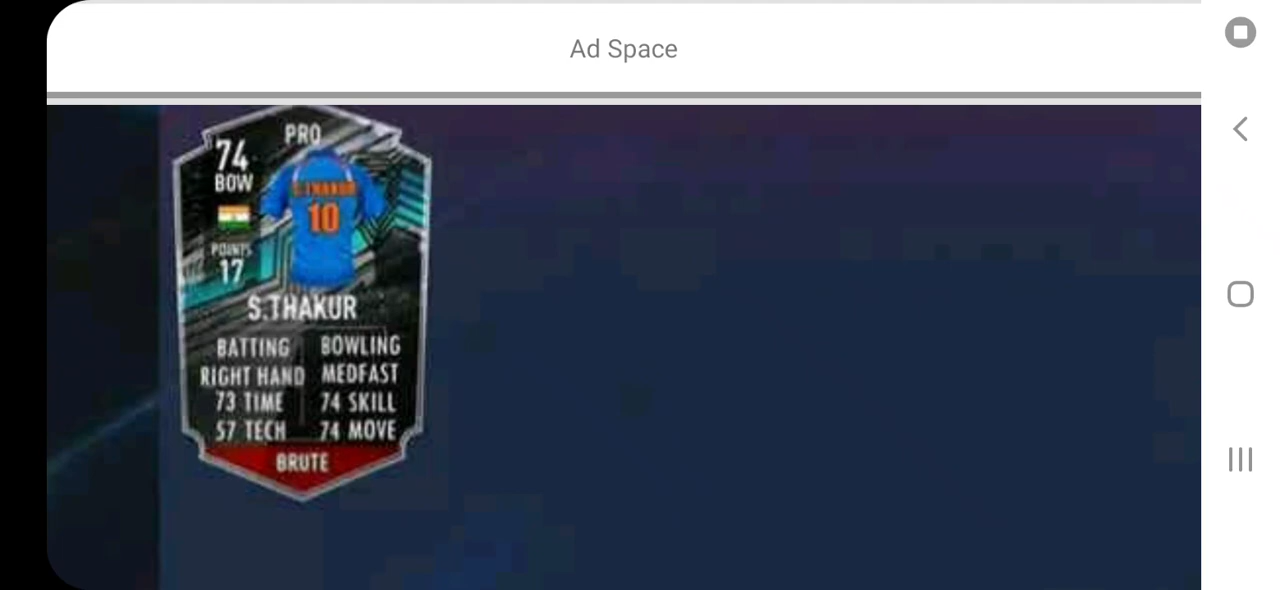 Ad Space
PRO
74
BOW
S.THAKUR
10
POINTS
17
S.THAKUR
BATTING BOWLING
RIGHT HAND MEDFAST
73 TIME 74 SKILL
57 TECH 74 MOVE
BRUTE